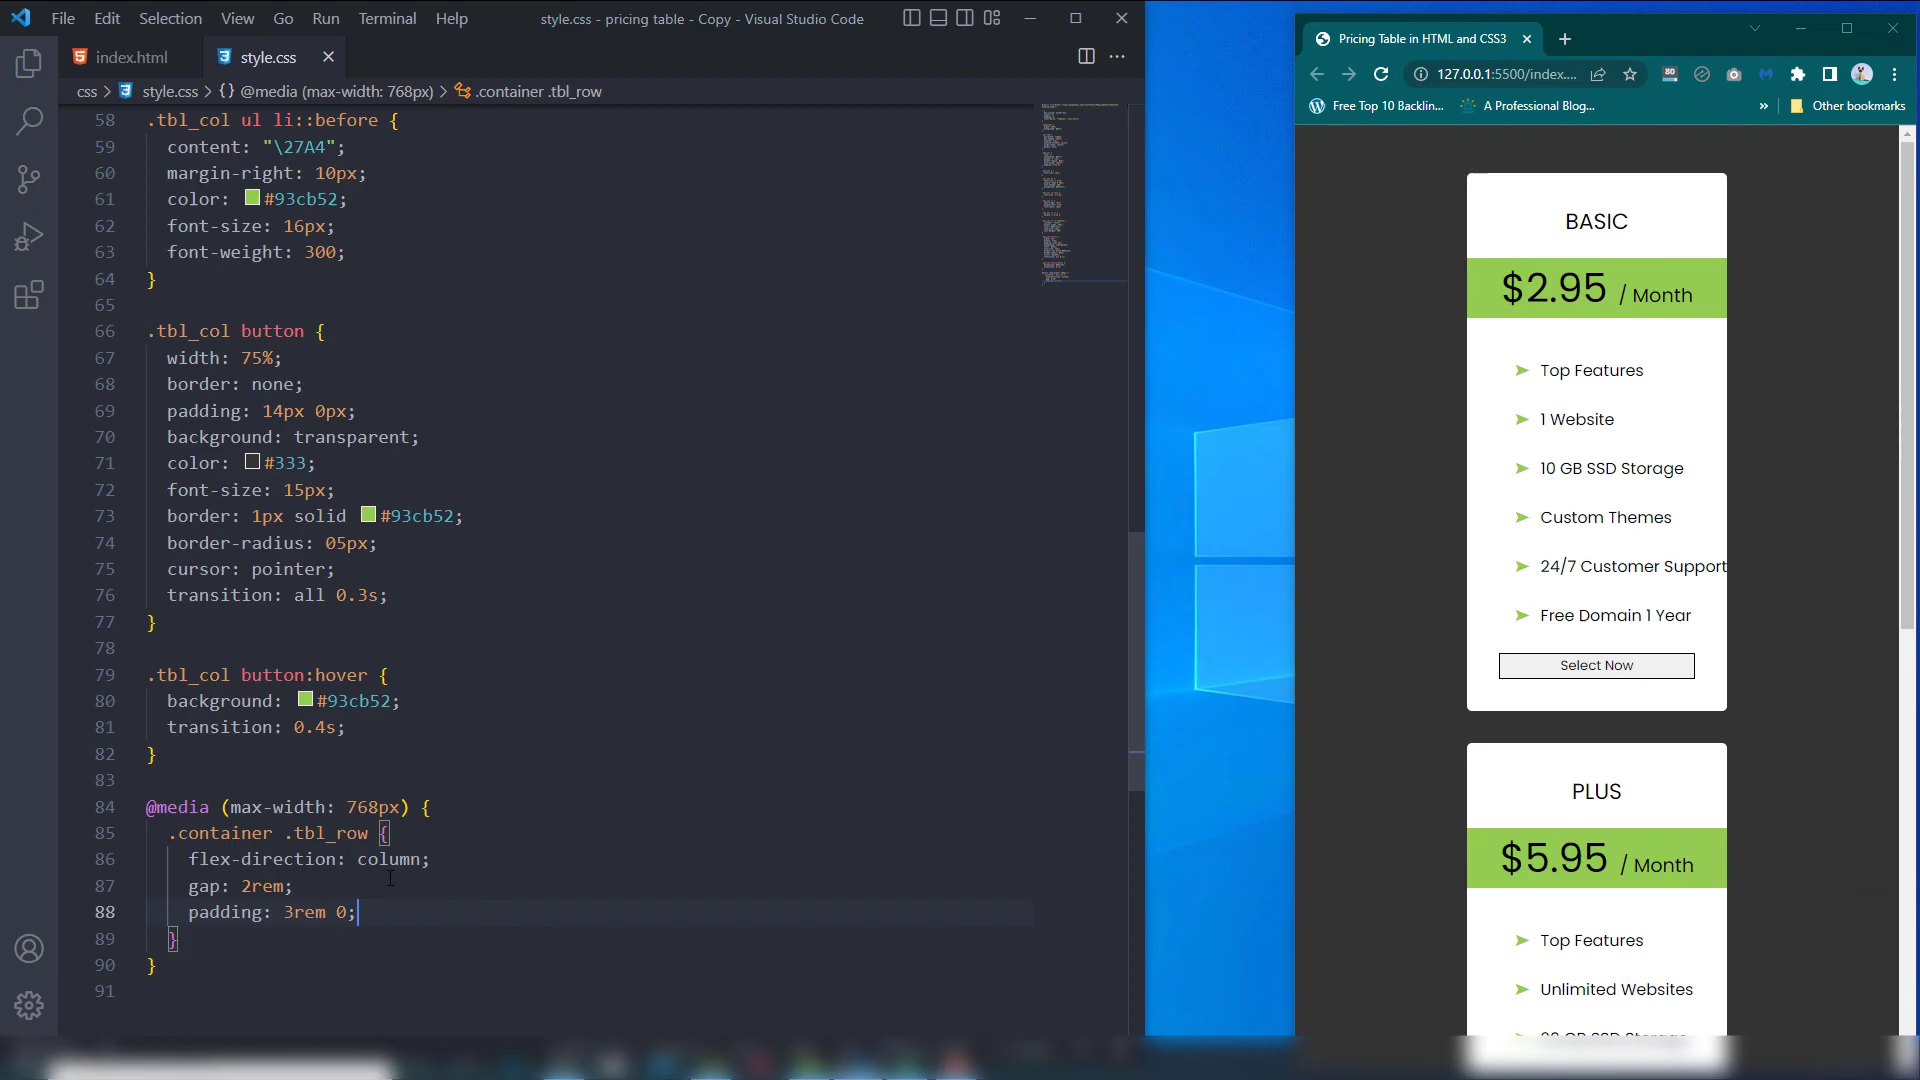 File Edit Selection View Go Run Terminal Help
style.css - pricing table - Copy - Visual Studio Code
index.html
style.css
css > style.css > {} @media (max-width: 768px) > .container .tbl_row
58 .tbl_col ul li::before {
59 content: "\27A4";
60 margin-right: 10px;
61 color: #93cb52;
62 font-size: 16px;
63 font-weight: 300;
64 }
65
66 .tbl_col button {
67 width: 75%;
68 border: none;
69 padding: 14px 0px;
70 background: transparent;
71 color: #333;
72 font-size: 15px;
73 border: 1px solid #93cb52;
74 border-radius: 05px;
75 cursor: pointer;
76 transition: all 0.3s;
77 }
78
79 .tbl_col button:hover {
80 background: #93cb52;
81 transition: 0.4s;
82 }
83
84 @media (max-width: 768px) {
85 .container .tbl_row {
86 flex-direction: column;
87 gap: 2rem;
88 padding: 3rem 0;
89 }
90 }
91
Pricing Table in HTML and CSS3
127.0.0.1:5500/index....
80
Free Top 10 Backlin...
A Professional Blog...
» Other bookmarks
BASIC
$2.95 / Month
➤ Top Features
➤ 1 Website
➤ 10 GB SSD Storage
➤ Custom Themes
➤ 24/7 Customer Support
➤ Free Domain 1 Year
Select Now
PLUS
$5.95 / Month
➤ Top Features
➤ Unlimited Websites